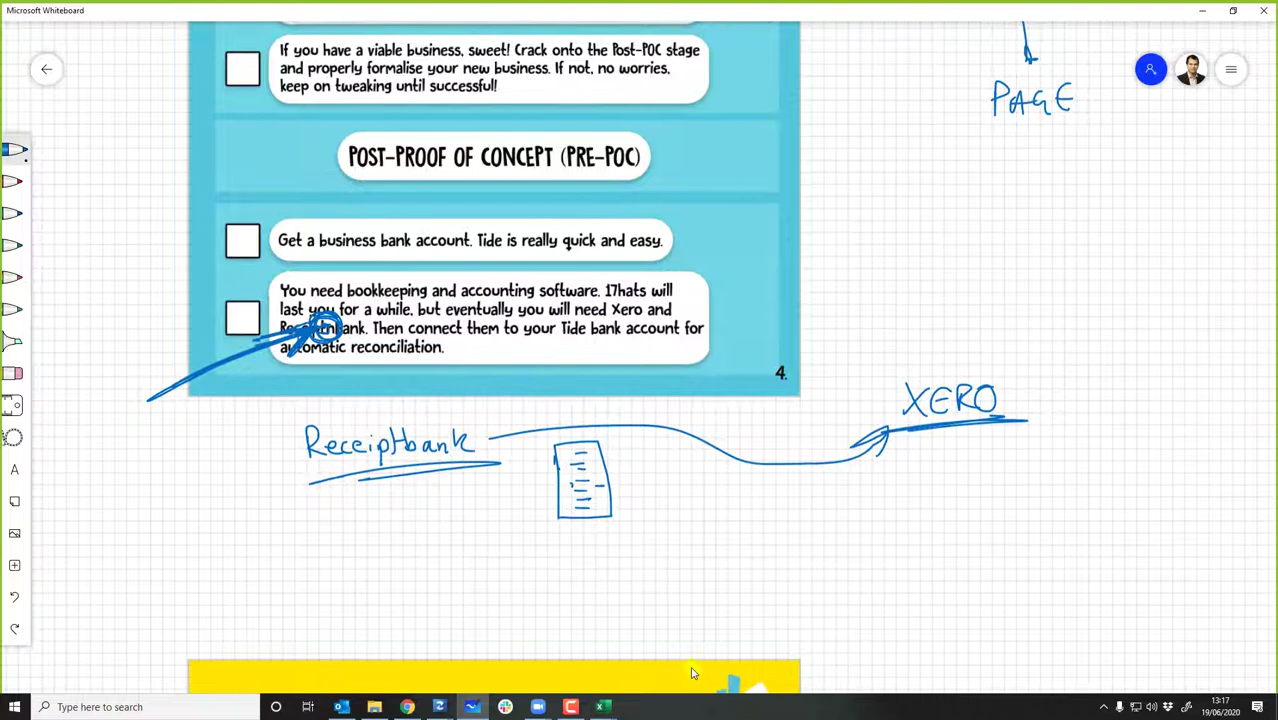 Microsoft Whiteboard
If you have a viable business, sweet! Crack onto the Post-POC stage
and properly formalise your new business. If not, no worries,
keep on tweaking until successful!
PAGE
POST-PROOF OF CONCEPT (PRE-POC)
Get a business bank account. Tide is really quick and easy.
You need bookkeeping and accounting software. 17hats will
last you for a while, but eventually you will need Xero and
Receiptbank. Then connect them to your Tide bank account for
automatic reconciliation.
4.
XERO
Receiptbank
A
Type here to search
13:17
19/06/2020